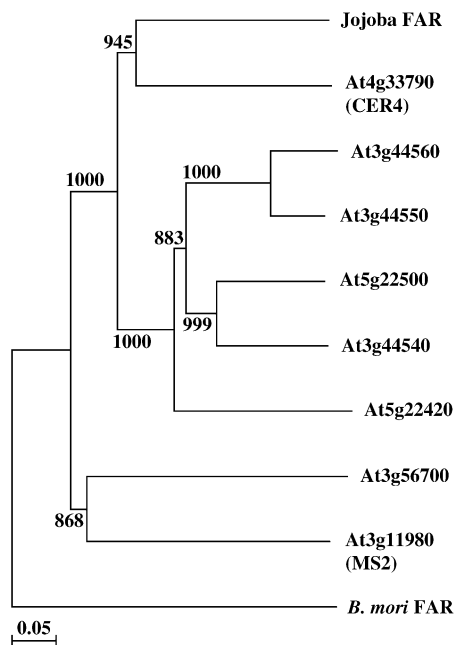 Jojoba FAR
945
At4g33790
(CER4)
At3g44560
1000
1000
At3g44550
883
At5g22500
999
1000
At3g44540
At5g22420
At3g56700
868
At3g11980
(MS2)
B. mori FAR
0.05